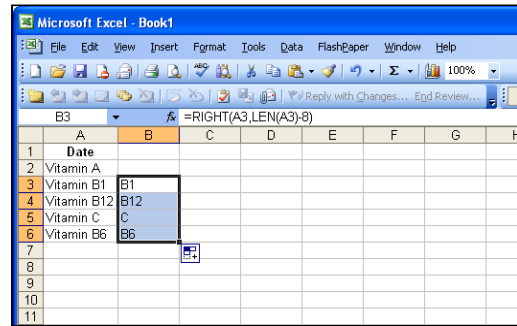 Microsoft Excel - Book1
File Edit View Insert Format Tools Data FlashPaper Window Help
Σ 100%
Reply with Changes... End Review...
B3 fx =RIGHT(A3,LEN(A3)-8)
A B C D E F G H
1 Date
2 Vitamin A
3 Vitamin B1 B1
4 Vitamin B12 B12
5 Vitamin C C
6 Vitamin B6 B6
7
8
9
10
11